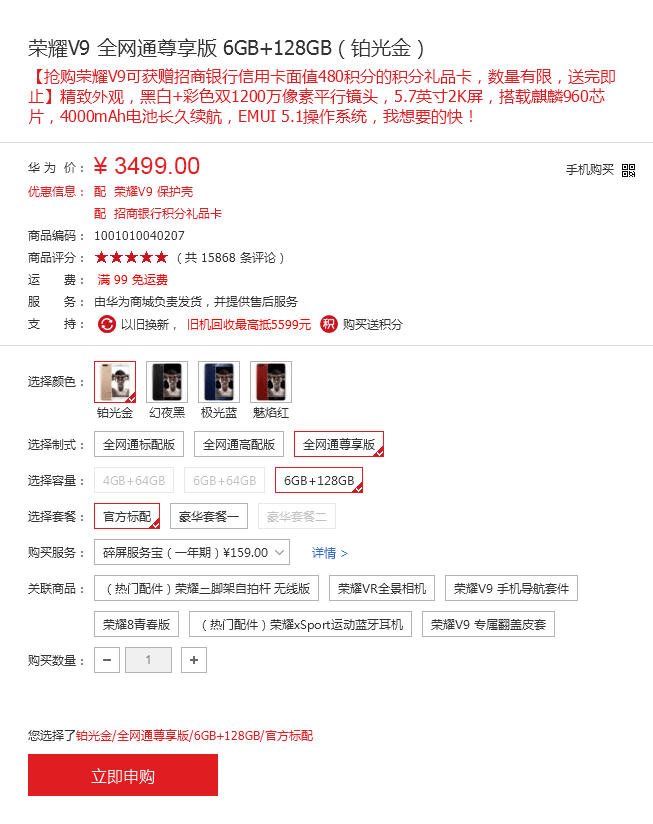 荣耀V9 全网通尊享版 6GB+128GB（铂光金）
【抢购荣耀V9可获赠招商银行信用卡面值480积分的积分礼品卡，数量有限，送完即
止】精致外观，黑白+彩色双1200万像素平行镜头，5.7英寸2K屏，搭载麒麟960芯
片，4000mAh电池长久续航，EMUI 5.1操作系统，我想要的快！
华 为 价： ¥ 3499.00 手机购买
优惠信息： 配 荣耀V9 保护壳
配 招商银行积分礼品卡
商品编码： 1001010040207
商品评分： ★★★★★（共 15868 条评论）
运 费： 满 99 免运费
服 务： 由华为商城负责发货，并提供售后服务
支 持： 以旧换新， 旧机回收最高抵5599元 积 购买送积分
选择颜色：
铂光金 幻夜黑 极光蓝 魅焰红
选择制式： 全网通标配版 全网通高配版 全网通尊享版
选择容量： 4GB+64GB 6GB+64GB 6GB+128GB
选择套餐： 官方标配 豪华套餐一 豪华套餐二
购买服务： 碎屏服务宝（一年期）¥159.00 详情 >
关联商品： （热门配件）荣耀三脚架自拍杆 无线版 荣耀VR全景相机 荣耀V9 手机导航套件
荣耀8青春版 （热门配件）荣耀xSport运动蓝牙耳机 荣耀V9 专属翻盖皮套
购买数量： − 1 +
您选择了铂光金/全网通尊享版/6GB+128GB/官方标配
立即申购